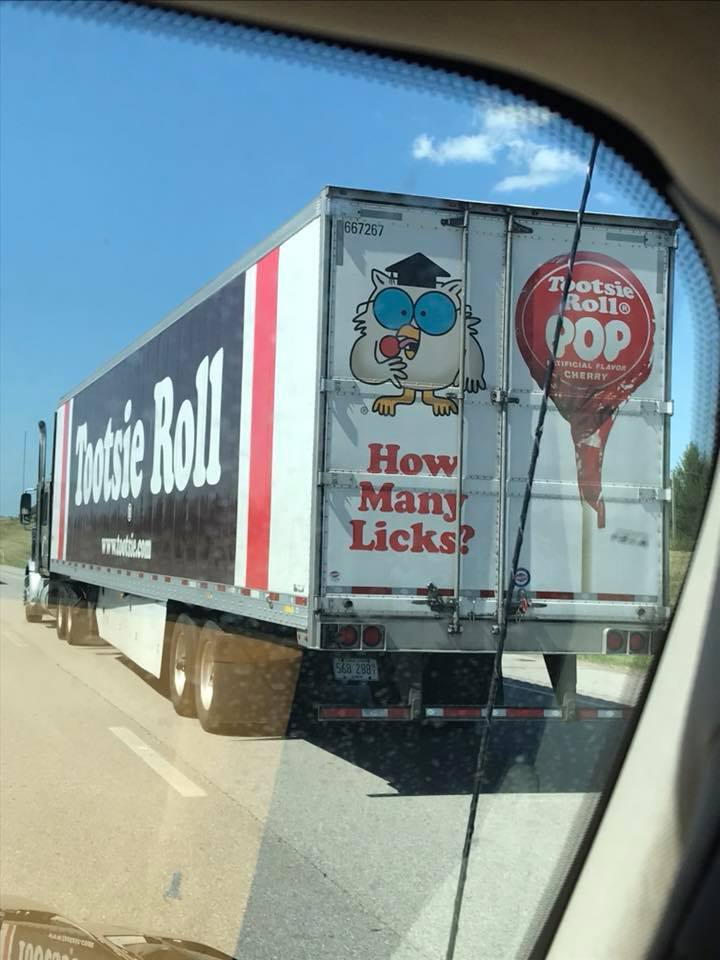 667267
Tootsie
Roll®
POP
ARTIFICIAL FLAVOR
CHERRY
How
Many
Licks?
®
Tootsie Roll
®
www.tootsie.com